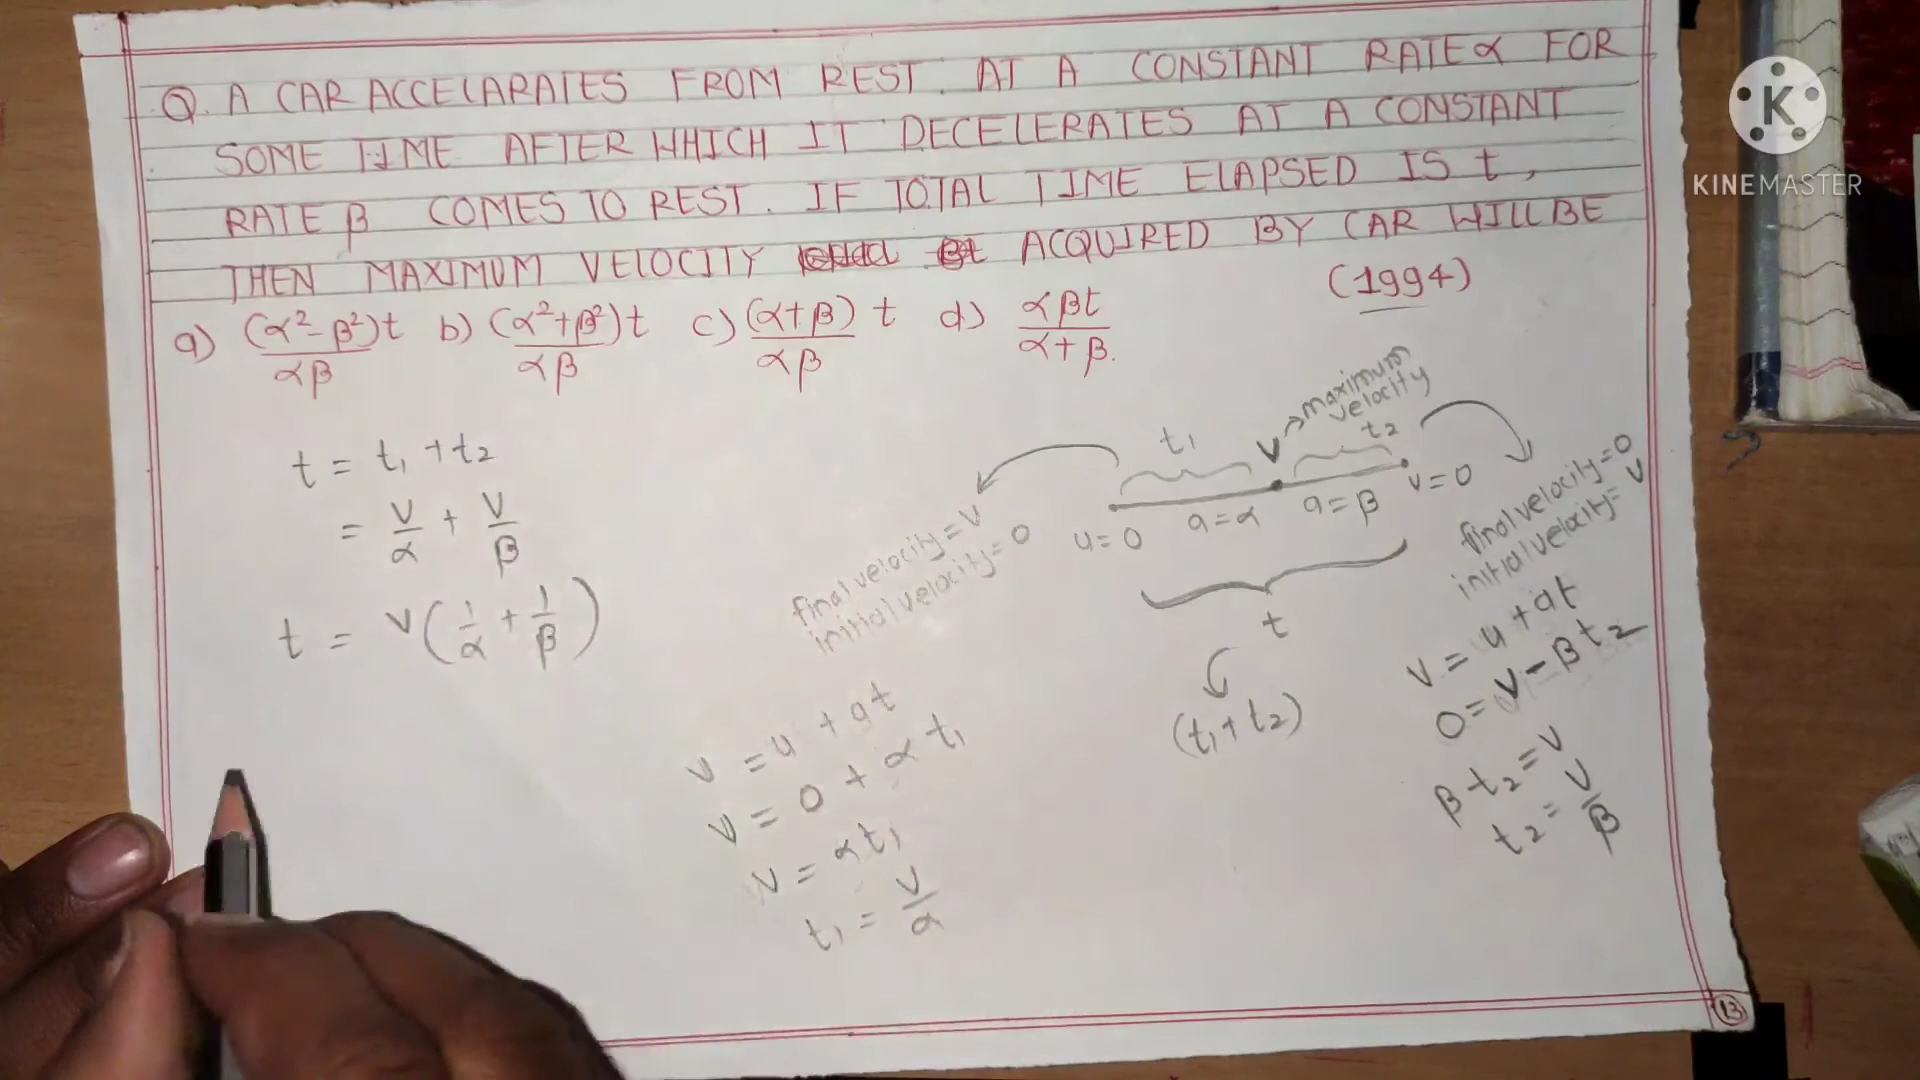 Q. A CAR ACCELARATES FROM REST. AT A CONSTANT RATE α FOR
SOME TIME AFTER WHICH IT DECELERATES AT A CONSTANT
RATE β COMES TO REST. IF TOTAL TIME ELAPSED IS t,
THEN MAXIMUM VELOCITY ACQUIRED BY CAR WILL BE
(1994)
a) (α²-β²)t/αβ b) (α²+β²)t/αβ c) (α+β)t/αβ d) αβt/α+β.
t = t₁ + t₂
= V/α + V/β
t = V(1/α + 1/β)
t₁ V → maximum velocity t₂
u=0 a=α a=β v=0
final velocity = V
initial velocity = 0
t
(t₁+t₂)
final velocity=0
initial velocity= V
V = u + at
V = 0 + α t₁
V = αt₁
t₁ = V/α
V = u + at
0 = V - βt₂
βt₂ = V
t₂ = V/β
13
K
KINEMASTER